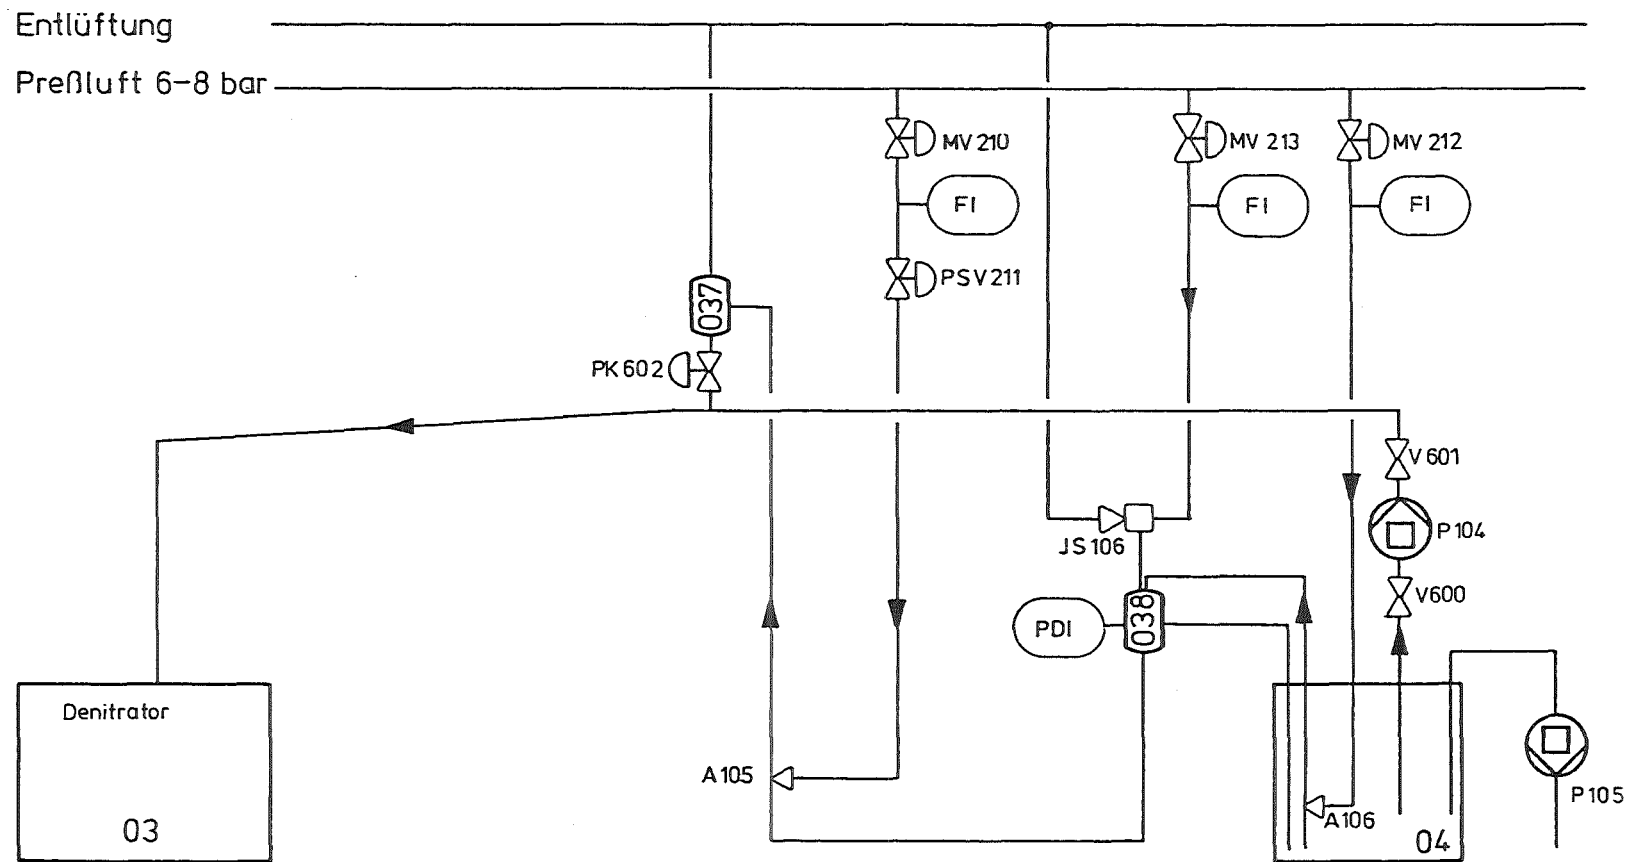 Entlüftung
Preßluft 6-8 bar
MV 210
MV 213
MV 212
FI
FI
FI
PSV 211
037
PK 602
V 601
P 104
JS 106
V 600
038
PDI
Denitrator
A 105
P 105
A 106
03
04